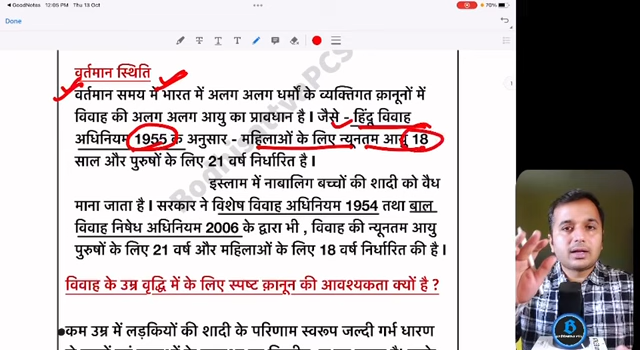 GoodNotes 12:05 PM Thu 13 Oct 70%
Done
वर्तमान स्थिति
वर्तमान समय में भारत में अलग अलग धर्मों के व्यक्तिगत क़ानूनों में
विवाह की अलग अलग आयु का प्रावधान है l जैसे - हिंदू विवाह
अधिनियम 1955 के अनुसार - महिलाओं के लिए न्यूनतम आयु 18
साल और पुरुषों के लिए 21 वर्ष निर्धारित है l
इस्लाम में नाबालिग बच्चों की शादी को वैध
माना जाता है l सरकार ने विशेष विवाह अधिनियम 1954 तथा बाल
विवाह निषेध अधिनियम 2006 के द्वारा भी , विवाह की न्यूनतम आयु
पुरुषों के लिए 21 वर्ष और महिलाओं के लिए 18 वर्ष निर्धारित की है l
विवाह के उम्र वृद्धि में के लिए स्पष्ट क़ानून की आवश्यकता क्यों है ?
कम उम्र में लड़कियों की शादी के परिणाम स्वरूप जल्दी गर्भ धारण